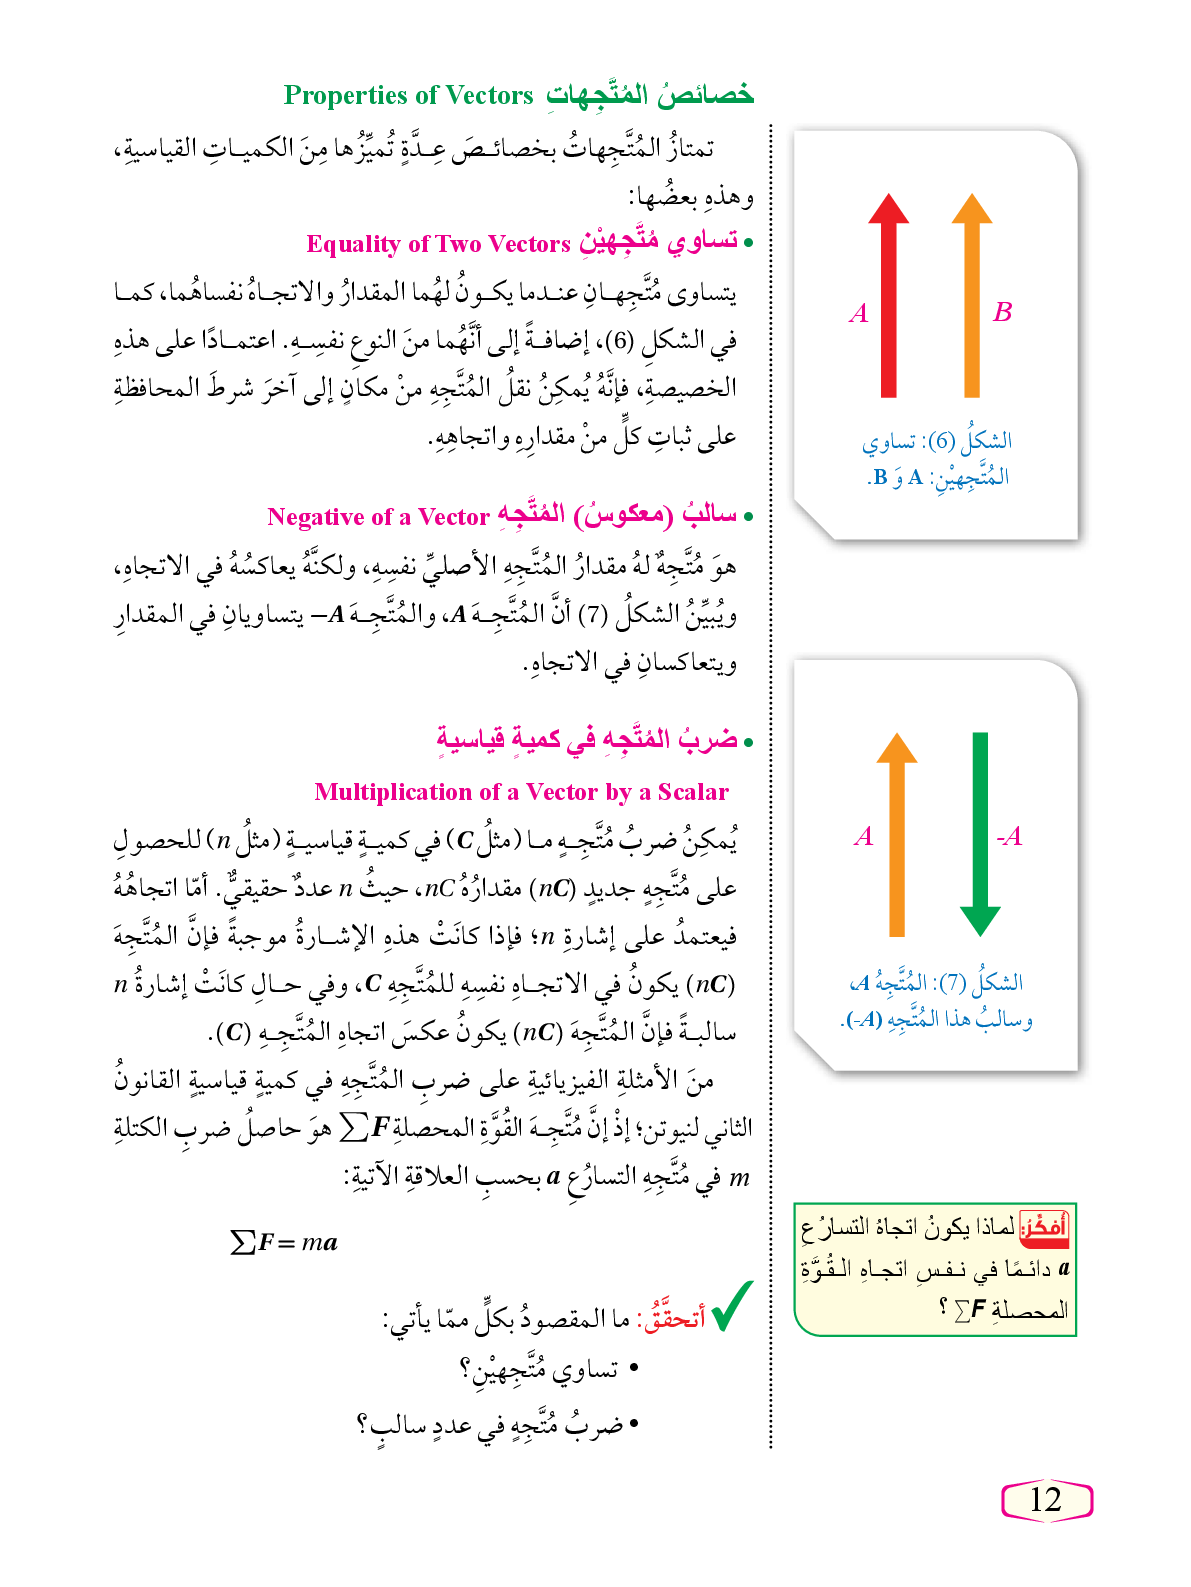 خصائصُ المُتَّجِهاتِ Properties of Vectors
تمتازُ المُتَّجِهاتُ بخصائصَ عِدَّةٍ تُميِّزُها مِنَ الكمياتِ القياسيةِ،
وهذهِ بعضُها:
• تساوي مُتَّجِهيْنِ Equality of Two Vectors
يتساوى مُتَّجِهانِ عندما يكونُ لهُما المقدارُ والاتجاهُ نفساهُما، كما
في الشكلِ (6)، إضافةً إلى أنَّهُما منَ النوعِ نفسِهِ. اعتمادًا على هذهِ
الخصيصةِ، فإنَّهُ يُمكِنُ نقلُ المُتَّجِهِ منْ مكانٍ إلى آخرَ شرطَ المحافظةِ
على ثباتِ كلٍّ منْ مقدارِهِ واتجاهِهِ.
• سالبُ (معكوسُ) المُتَّجِهِ Negative of a Vector
هوَ مُتَّجِهٌ لهُ مقدارُ المُتَّجِهِ الأصليِّ نفسِهِ، ولكنَّهُ يعاكسُهُ في الاتجاهِ،
ويُبيِّنُ الشكلُ (7) أنَّ المُتَّجِهَ A، والمُتَّجِهَ A– يتساويانِ في المقدارِ
ويتعاكسانِ في الاتجاهِ.
• ضربُ المُتَّجِهِ في كميةٍ قياسيةٍ
Multiplication of a Vector by a Scalar
يُمكِنُ ضربُ مُتَّجِهٍ ما (مثلُ C) في كميةٍ قياسيةٍ (مثلُ n) للحصولِ
على مُتَّجِهٍ جديدٍ (nC) مقدارُهُ nC، حيثُ n عددٌ حقيقيٌّ. أمّا اتجاهُهُ
فيعتمدُ على إشارةِ n؛ فإذا كانَتْ هذهِ الإشارةُ موجبةً فإنَّ المُتَّجِهَ
(nC) يكونُ في الاتجاهِ نفسِهِ للمُتَّجِهِ C، وفي حالِ كانَتْ إشارةُ n
سالبةً فإنَّ المُتَّجِهَ (nC) يكونُ عكسَ اتجاهِ المُتَّجِهِ (C).
منَ الأمثلةِ الفيزيائيةِ على ضربِ المُتَّجِهِ في كميةٍ قياسيةٍ القانونُ
الثاني لنيوتن؛ إذْ إنَّ مُتَّجِهَ القُوَّةِ المحصلةِ ∑F هوَ حاصلُ ضربِ الكتلةِ
m في مُتَّجِهِ التسارُعِ a بحسبِ العلاقةِ الآتيةِ:
∑F = ma
أتحقَّقُ: ما المقصودُ بكلٍّ ممّا يأتي:
• تساوي مُتَّجِهيْنِ؟
• ضربُ مُتَّجِهٍ في عددٍ سالبٍ؟
A
B
الشكلُ (6): تساوي
المُتَّجِهيْنِ: A وَ B.
A
-A
الشكلُ (7): المُتَّجِهُ A،
وسالبُ هذا المُتَّجِهِ (A-).
أُفكِّرُ: لماذا يكونُ اتجاهُ التسارُعِ
a دائمًا في نفسِ اتجاهِ القُوَّةِ
المحصلةِ ∑F ؟
12